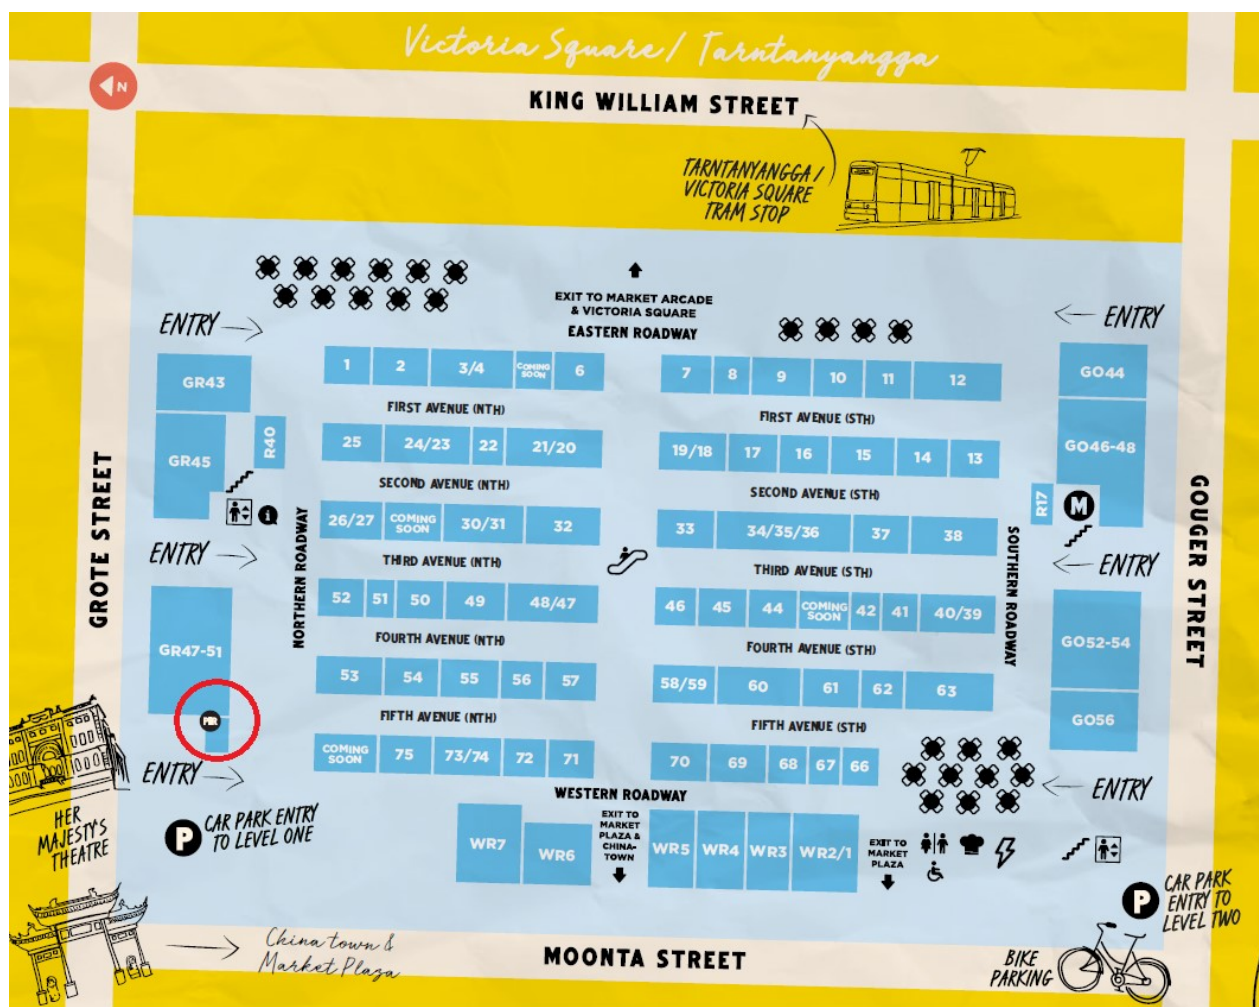 Victoria Square / Tarntanyangga
N
KING WILLIAM STREET
TARNTANYANGGA /
VICTORIA SQUARE
TRAM STOP
EXIT TO MARKET ARCADE
& VICTORIA SQUARE
ENTRY
EASTERN ROADWAY
ENTRY
GR43
1 2 3/4 COMING SOON 6
7 8 9 10 11 12
GO44
FIRST AVENUE (NTH)
FIRST AVENUE (STH)
GR45
R40
25 24/23 22 21/20
19/18 17 16 15 14 13
GO46-48
SECOND AVENUE (NTH)
SECOND AVENUE (STH)
i
26/27 COMING SOON 30/31 32
33 34/35/36 37 38
R17
M
GROTE STREET
NORTHERN ROADWAY
SOUTHERN ROADWAY
GOUGER STREET
ENTRY
THIRD AVENUE (NTH)
THIRD AVENUE (STH)
ENTRY
52 51 50 49 48/47
46 45 44 COMING SOON 42 41 40/39
GR47-51
FOURTH AVENUE (NTH)
FOURTH AVENUE (STH)
GO52-54
53 54 55 56 57
58/59 60 61 62 63
FIFTH AVENUE (NTH)
FIFTH AVENUE (STH)
GO56
COMING SOON 75 73/74 72 71
70 69 68 67 66
ENTRY
WESTERN ROADWAY
ENTRY
HER
MAJESTY'S
THEATRE
P
CAR PARK ENTRY
TO LEVEL ONE
WR7
WR6
EXIT TO
MARKET
PLAZA &
CHINA-
TOWN
WR5 WR4 WR3 WR2/1
EXIT TO
MARKET
PLAZA
P
CAR PARK
ENTRY TO
LEVEL TWO
China town &
Market Plaza
MOONTA STREET
BIKE
PARKING